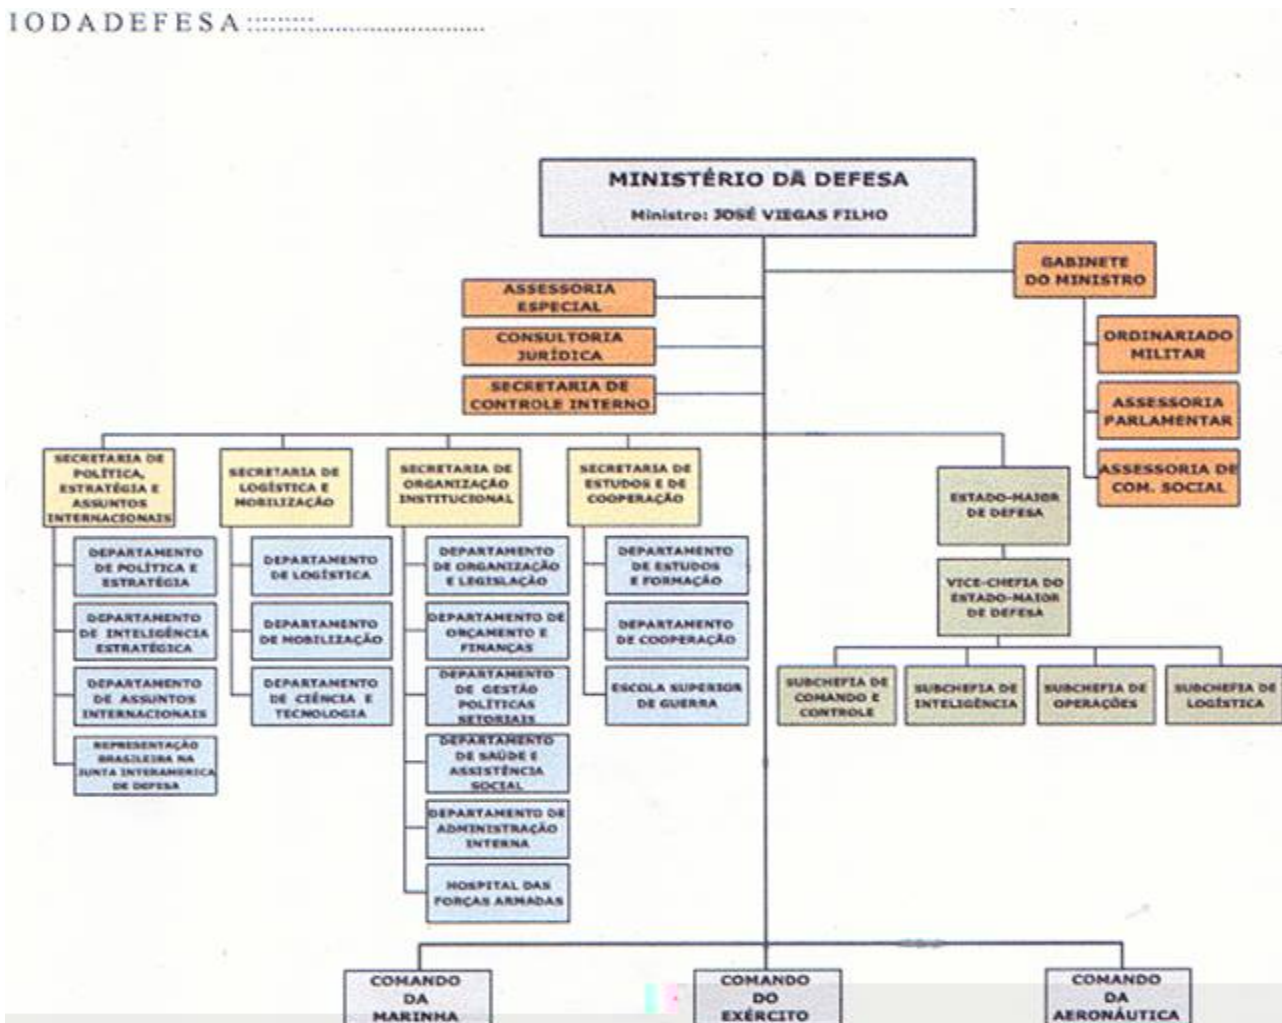 IODADEFESA
MINISTÉRIO DA DEFESA
Ministro: JOSÉ VIEGAS FILHO
GABINETE
DO MINISTRO
ASSESSORIA
ESPECIAL
CONSULTORIA
JURÍDICA
SECRETARIA DE
CONTROLE INTERNO
ORDINARIADO
MILITAR
ASSESSORIA
PARLAMENTAR
ASSESSORIA DE
COM. SOCIAL
SECRETARIA DE
POLÍTICA,
ESTRATÉGIA E
ASSUNTOS
INTERNACIONAIS
DEPARTAMENTO
DE POLÍTICA E
ESTRATÉGIA
DEPARTAMENTO
DE INTELIGÊNCIA
ESTRATÉGICA
DEPARTAMENTO
DE ASSUNTOS
INTERNACIONAIS
REPRESENTAÇÃO
BRASILEIRA NA
JUNTA INTERAMERICA
DE DEFESA
SECRETARIA DE
LOGÍSTICA E
MOBILIZAÇÃO
DEPARTAMENTO
DE LOGÍSTICA
DEPARTAMENTO
DE MOBILIZAÇÃO
DEPARTAMENTO
DE CIÊNCIA E
TECNOLOGIA
SECRETARIA DE
ORGANIZAÇÃO
INSTITUCIONAL
DEPARTAMENTO
DE ORGANIZAÇÃO
E LEGISLAÇÃO
DEPARTAMENTO DE
ORÇAMENTO E
FINANÇAS
DEPARTAMENTO
DE GESTÃO
POLÍTICAS
SETORIAIS
DEPARTAMENTO
DE SAÚDE E
ASSISTÊNCIA
SOCIAL
DEPARTAMENTO DE
ADMINISTRAÇÃO
INTERNA
HOSPITAL DAS
FORÇAS ARMADAS
SECRETARIA DE
ESTUDOS E DE
COOPERAÇÃO
DEPARTAMENTO
DE ESTUDOS
E FORMAÇÃO
DEPARTAMENTO
DE COOPERAÇÃO
ESCOLA SUPERIOR
DE GUERRA
ESTADO-MAIOR
DE DEFESA
VICE-CHEFIA DO
ESTADO-MAIOR
DE DEFESA
SUBCHEFIA DE
COMANDO E
CONTROLE
SUBCHEFIA DE
INTELIGÊNCIA
SUBCHEFIA DE
OPERAÇÕES
SUBCHEFIA DE
LOGÍSTICA
COMANDO
DA
MARINHA
COMANDO
DO
EXÉRCITO
COMANDO
DA
AERONÁUTICA